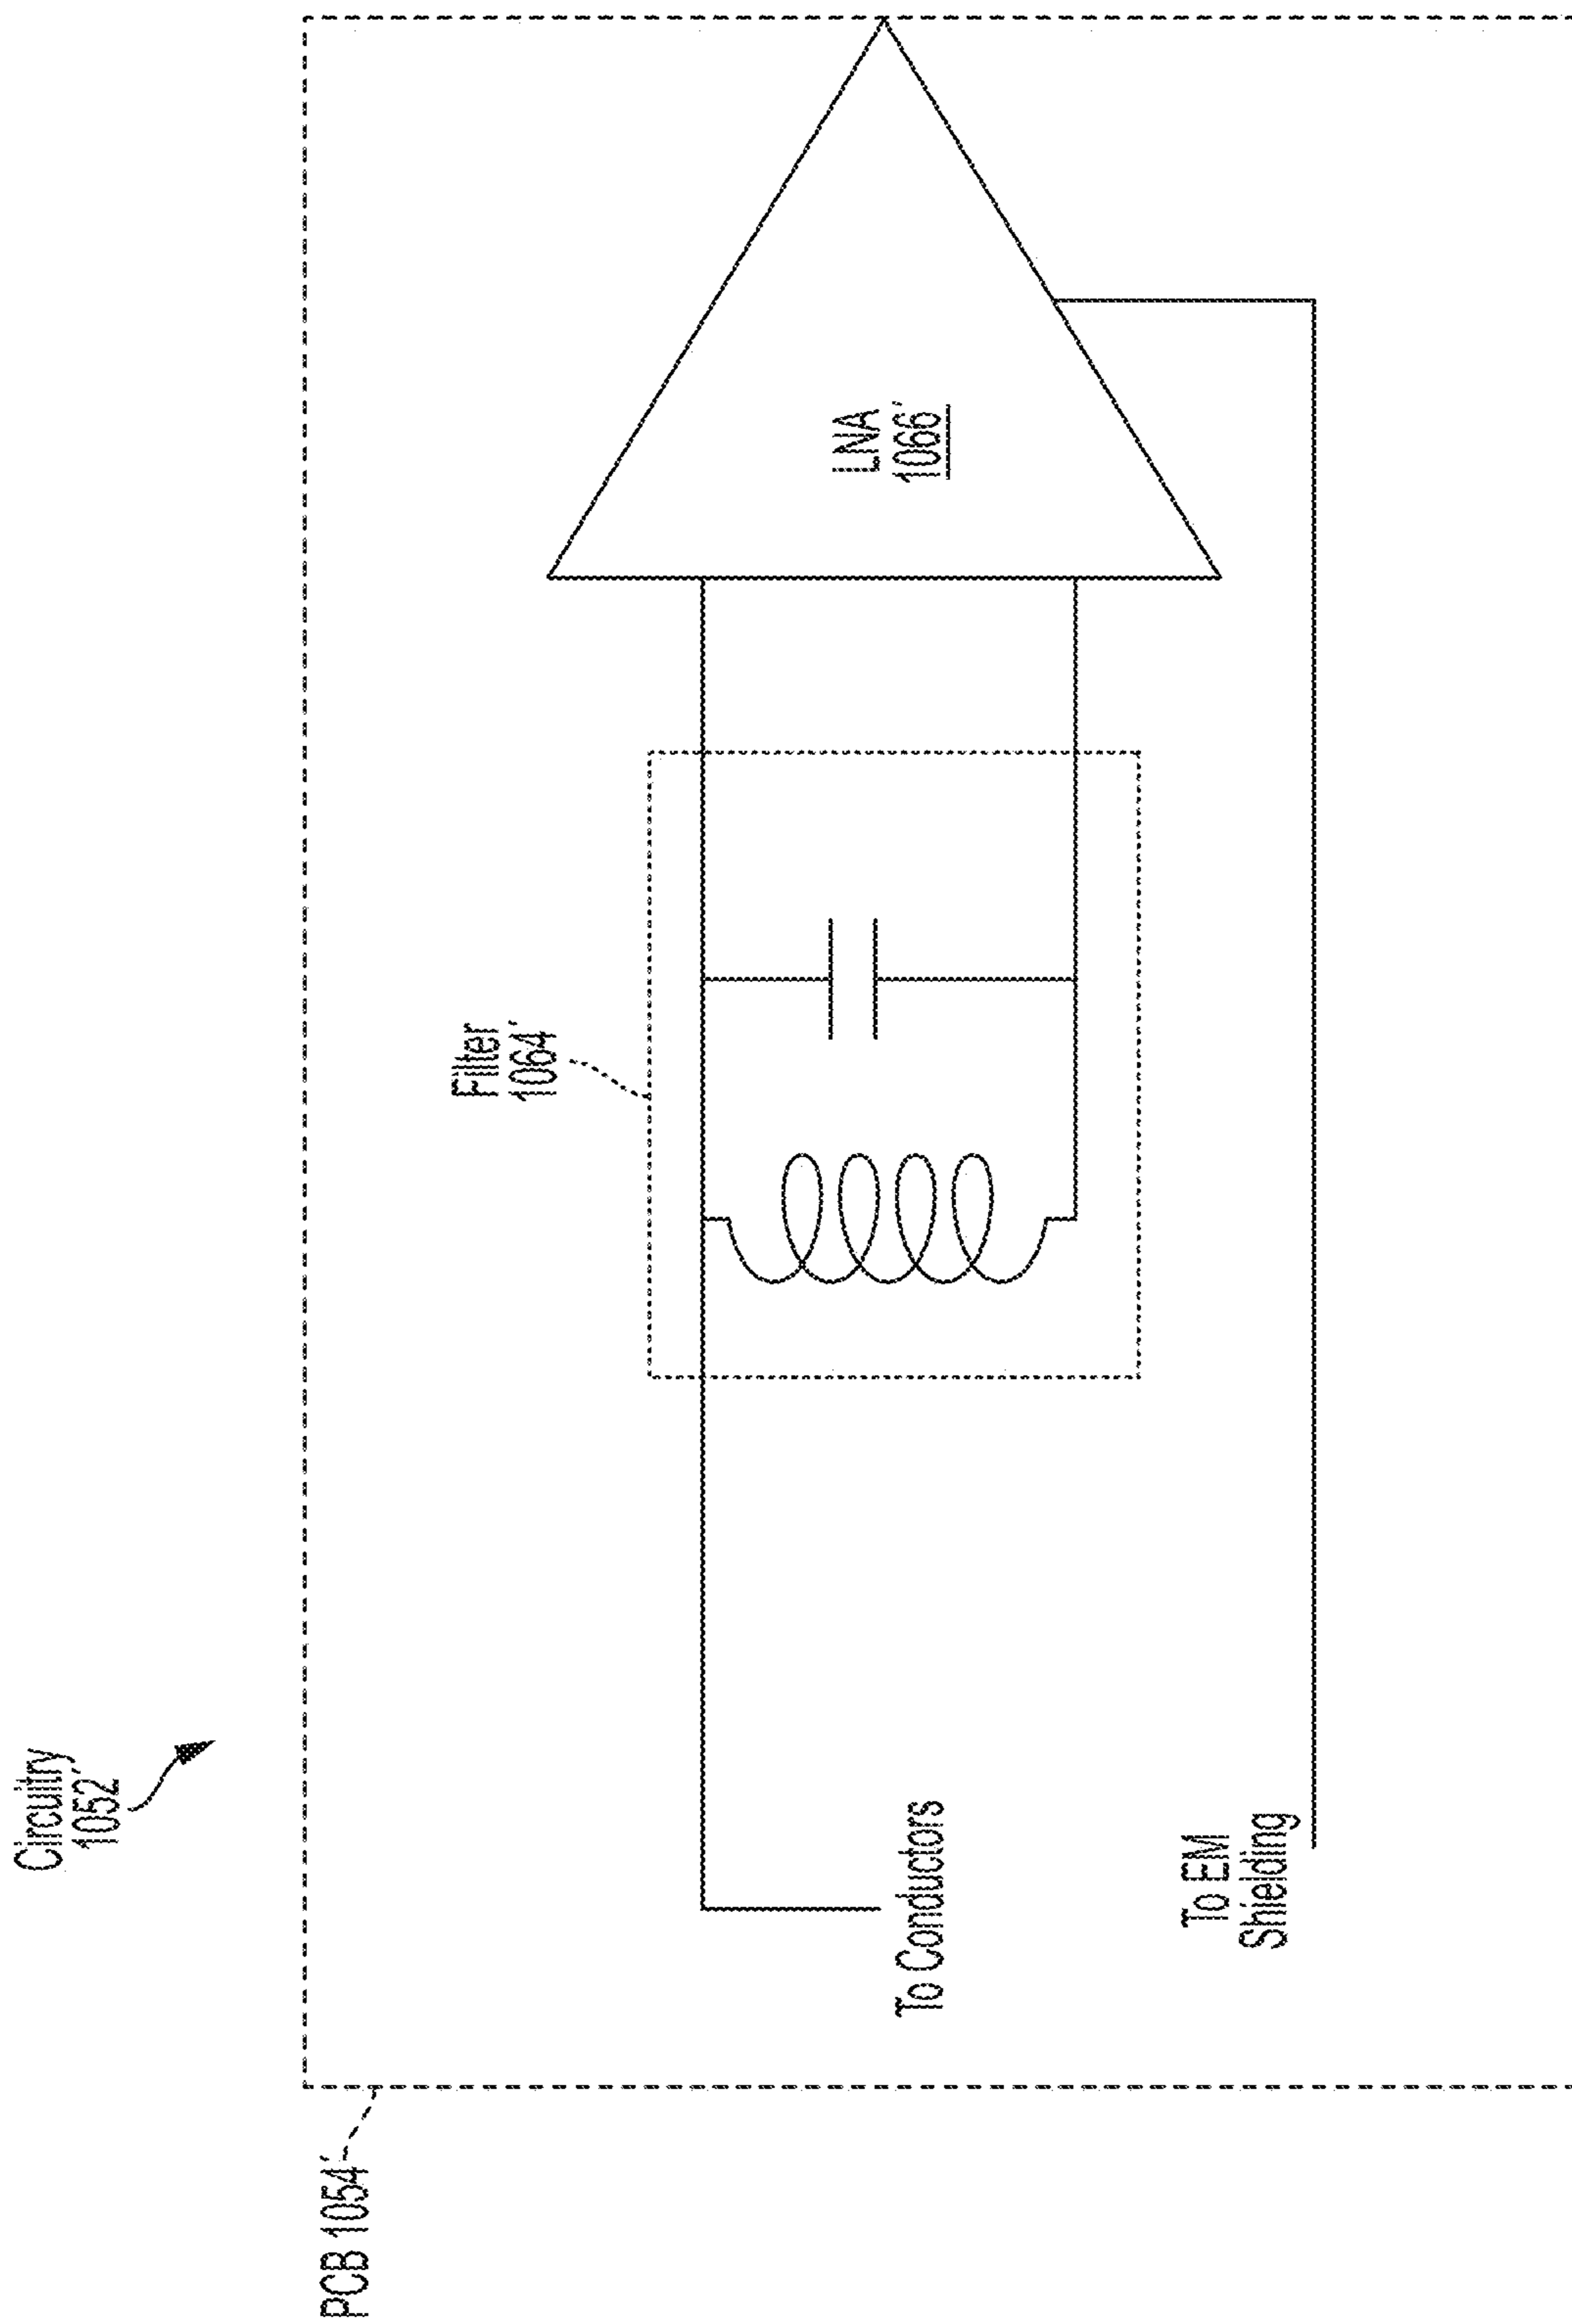 Circuitry
1052′
PCB 1054′
Filter
1064′
LNA
1066′
To Conductors
To EM
Shielding